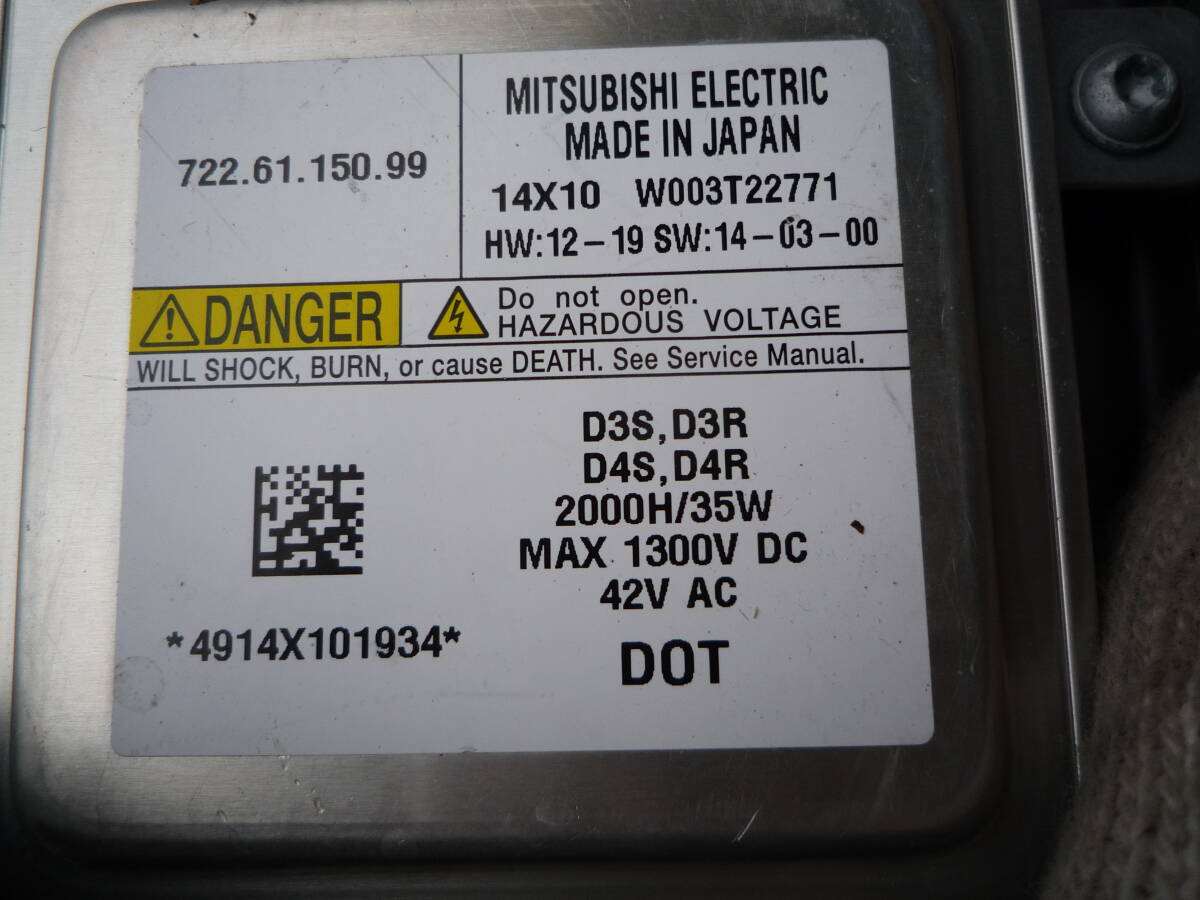 722.61.150.99
MITSUBISHI ELECTRIC
MADE IN JAPAN
14X10 W003T22771
HW:12-19 SW:14-03-00
DANGER
Do not open.
HAZARDOUS VOLTAGE
WILL SHOCK, BURN, or cause DEATH. See Service Manual.
D3S,D3R
D4S,D4R
2000H/35W
MAX 1300V DC
42V AC
*4914X101934*
DOT